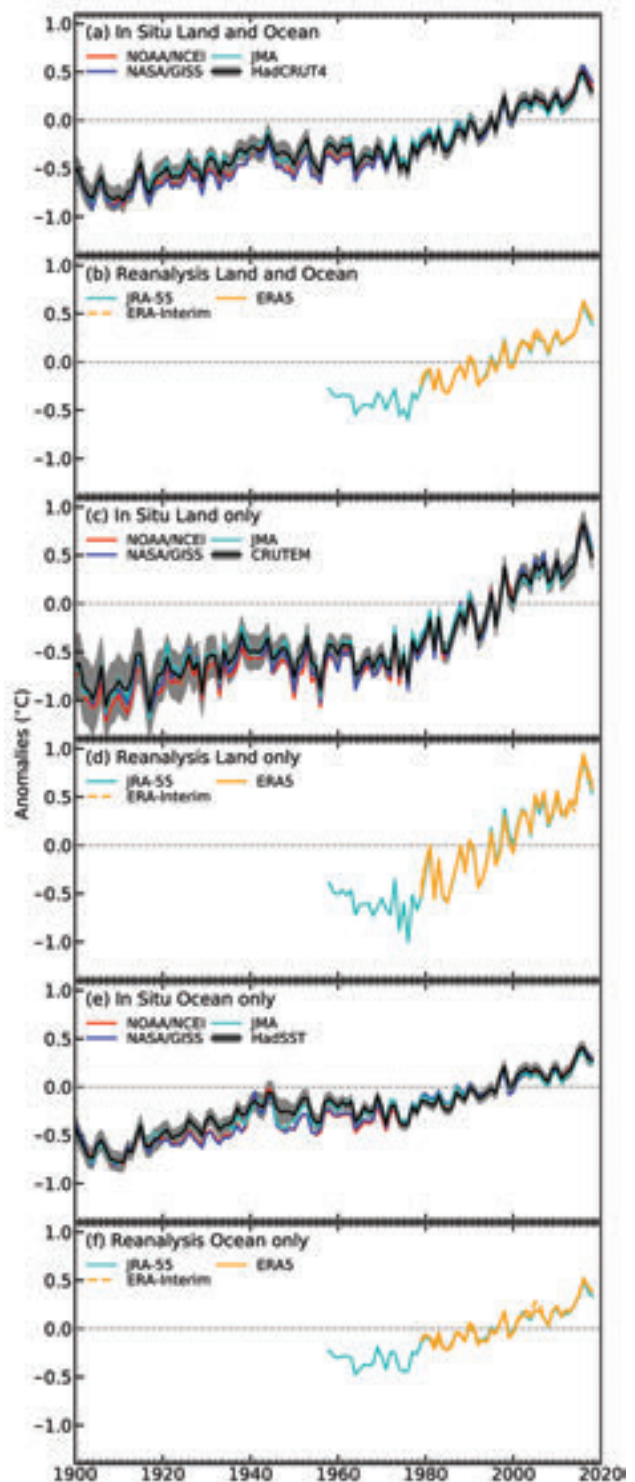 (a) In Situ Land and Ocean
NOAA/NCEI JMA
NASA/GISS HadCRUT4
1.0
0.5
0.0
−0.5
−1.0
(b) Reanalysis Land and Ocean
JRA-55 ERA5
ERA-Interim
1.0
0.5
0.0
−0.5
−1.0
(c) In Situ Land only
NOAA/NCEI JMA
NASA/GISS CRUTEM
1.0
0.5
0.0
−0.5
−1.0
Anomalies (°C)
(d) Reanalysis Land only
JRA-55 ERA5
ERA-Interim
1.0
0.5
0.0
−0.5
−1.0
(e) In Situ Ocean only
NOAA/NCEI JMA
NASA/GISS HadSST
1.0
0.5
0.0
−0.5
−1.0
(f) Reanalysis Ocean only
JRA-55 ERA5
ERA-Interim
1.0
0.5
0.0
−0.5
−1.0
1900 1920 1940 1960 1980 2000 2020